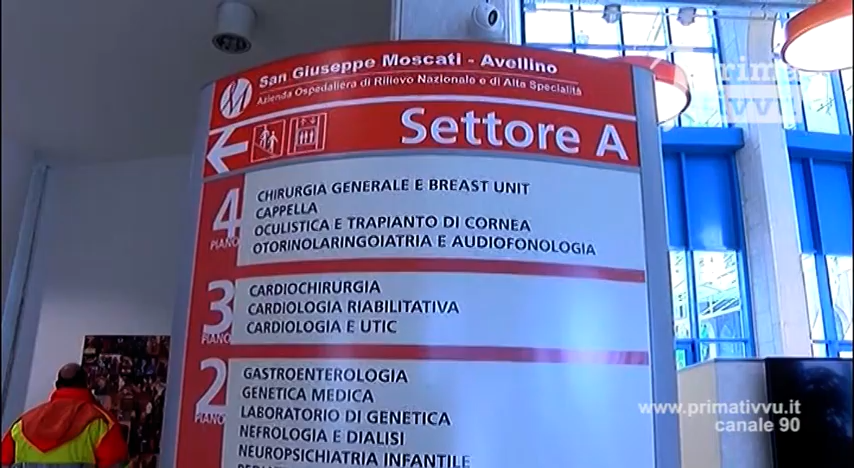 San Giuseppe Moscati - Avellino
Azienda Ospedaliera di Rilievo Nazionale e di Alta Specialità
Settore A
4
PIANO
CHIRURGIA GENERALE E BREAST UNIT
CAPPELLA
OCULISTICA E TRAPIANTO DI CORNEA
OTORINOLARINGOIATRIA E AUDIOFONOLOGIA
3
PIANO
CARDIOCHIRURGIA
CARDIOLOGIA RIABILITATIVA
CARDIOLOGIA E UTIC
2
PIANO
GASTROENTEROLOGIA
GENETICA MEDICA
LABORATORIO DI GENETICA
NEFROLOGIA E DIALISI
NEUROPSICHIATRIA INFANTILE
www.primativvu.it
canale 90